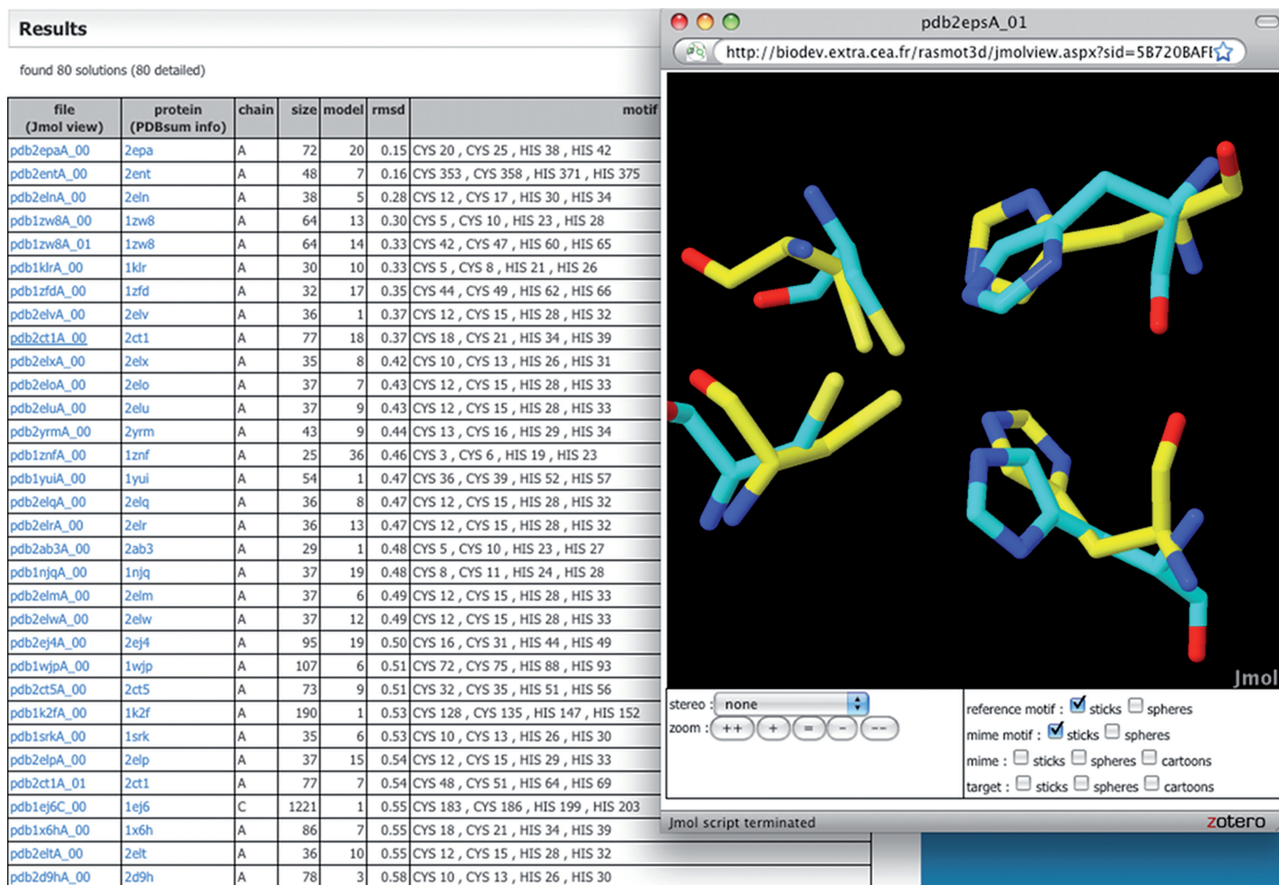 Results
found 80 solutions (80 detailed)
file protein chain size model rmsd motif
(Jmol view) (PDBsum info)
pdb2epaA_00 2epa A 72 20 0.15 CYS 20 , CYS 25 , HIS 38 , HIS 42
pdb2entA_00 2ent A 48 7 0.16 CYS 353 , CYS 358 , HIS 371 , HIS 375
pdb2elnA_00 2eln A 38 5 0.28 CYS 12 , CYS 17 , HIS 30 , HIS 34
pdb1zw8A_00 1zw8 A 64 13 0.30 CYS 5 , CYS 10 , HIS 23 , HIS 28
pdb1zw8A_01 1zw8 A 64 14 0.33 CYS 42 , CYS 47 , HIS 60 , HIS 65
pdb1klrA_00 1klr A 30 10 0.33 CYS 5 , CYS 8 , HIS 21 , HIS 26
pdb1zfdA_00 1zfd A 32 17 0.35 CYS 44 , CYS 49 , HIS 62 , HIS 66
pdb2elvA_00 2elv A 36 1 0.37 CYS 12 , CYS 15 , HIS 28 , HIS 32
pdb2ct1A_00 2ct1 A 77 18 0.37 CYS 18 , CYS 21 , HIS 34 , HIS 39
pdb2elxA_00 2elx A 35 8 0.42 CYS 10 , CYS 13 , HIS 26 , HIS 31
pdb2eloA_00 2elo A 37 7 0.43 CYS 12 , CYS 15 , HIS 28 , HIS 33
pdb2eluA_00 2elu A 37 9 0.43 CYS 12 , CYS 15 , HIS 28 , HIS 33
pdb2yrmA_00 2yrm A 43 9 0.44 CYS 13 , CYS 16 , HIS 29 , HIS 34
pdb1znfA_00 1znf A 25 36 0.46 CYS 3 , CYS 6 , HIS 19 , HIS 23
pdb1yuiA_00 1yui A 54 1 0.47 CYS 36 , CYS 39 , HIS 52 , HIS 57
pdb2elqA_00 2elq A 36 8 0.47 CYS 12 , CYS 15 , HIS 28 , HIS 32
pdb2elrA_00 2elr A 36 13 0.47 CYS 12 , CYS 15 , HIS 28 , HIS 32
pdb2ab3A_00 2ab3 A 29 1 0.48 CYS 5 , CYS 10 , HIS 23 , HIS 27
pdb1njqA_00 1njq A 37 19 0.48 CYS 8 , CYS 11 , HIS 24 , HIS 28
pdb2elmA_00 2elm A 37 6 0.49 CYS 12 , CYS 15 , HIS 28 , HIS 33
pdb2elwA_00 2elw A 37 12 0.49 CYS 12 , CYS 15 , HIS 28 , HIS 33
pdb2ej4A_00 2ej4 A 95 19 0.50 CYS 16 , CYS 31 , HIS 44 , HIS 49
pdb1wjpA_00 1wjp A 107 6 0.51 CYS 72 , CYS 75 , HIS 88 , HIS 93
pdb2ct5A_00 2ct5 A 73 9 0.51 CYS 32 , CYS 35 , HIS 51 , HIS 56
pdb1k2fA_00 1k2f A 190 1 0.53 CYS 128 , CYS 135 , HIS 147 , HIS 152
pdb1srkA_00 1srk A 35 6 0.53 CYS 10 , CYS 13 , HIS 26 , HIS 30
pdb2elpA_00 2elp A 37 15 0.54 CYS 12 , CYS 15 , HIS 29 , HIS 33
pdb2ct1A_01 2ct1 A 77 7 0.54 CYS 48 , CYS 51 , HIS 64 , HIS 69
pdb1ej6C_00 1ej6 C 1221 1 0.55 CYS 183 , CYS 186 , HIS 199 , HIS 203
pdb1x6hA_00 1x6h A 86 7 0.55 CYS 18 , CYS 21 , HIS 34 , HIS 39
pdb2eltA_00 2elt A 36 10 0.55 CYS 12 , CYS 15 , HIS 28 , HIS 32
pdb2d9hA_00 2d9h A 78 3 0.58 CYS 10 , CYS 13 , HIS 26 , HIS 30
pdb2epsA_01
http://biodev.extra.cea.fr/rasmot3d/jmolview.aspx?sid=5B720BAFE
Jmol
stereo : none
zoom : ++ + = - --
reference motif : sticks spheres
mime motif : sticks spheres
mime : sticks spheres cartoons
target : sticks spheres cartoons
Jmol script terminated
zotero